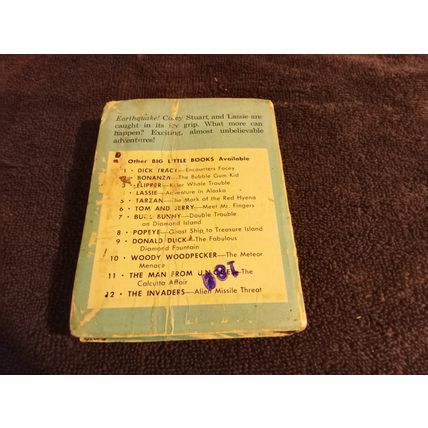 Earthquake! Corey Stuart and Lassie are
caught in its icy grip. What more can
happen? Exciting, almost unbelievable
adventures!
Other BIG LITTLE BOOKS Available
1 • DICK TRACY—Encounters Facey
BONANZA—The Bubble Gum Kid
3 • FLIPPER—Killer Whale Trouble
LASSIE—Adventure in Alaska
5 • TARZAN—The Mark of the Red Hyena
6 • TOM AND JERRY—Meet Mr. Fingers
7 • BUGS BUNNY—Double Trouble
on Diamond Island
8 • POPEYE—Ghost Ship to Treasure Island
9 • DONALD DUCK—The Fabulous
Diamond Fountain
10 • WOODY WOODPECKER—The Meteor
Menace
11 • THE MAN FROM U.N.C.L.E.—The
Calcutta Affair
12 • THE INVADERS—Alien Missile Threat